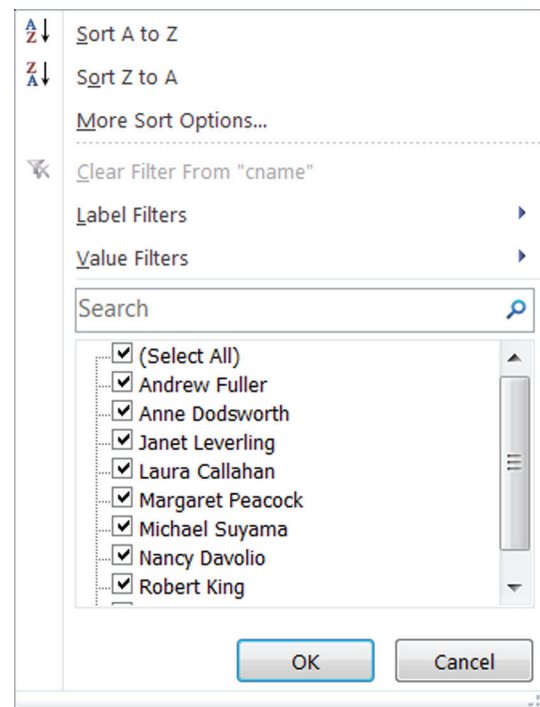 Sort A to Z
Sort Z to A
More Sort Options...
Clear Filter From "cname"
Label Filters
Value Filters
Search
(Select All)
Andrew Fuller
Anne Dodsworth
Janet Leverling
Laura Callahan
Margaret Peacock
Michael Suyama
Nancy Davolio
Robert King
OK Cancel